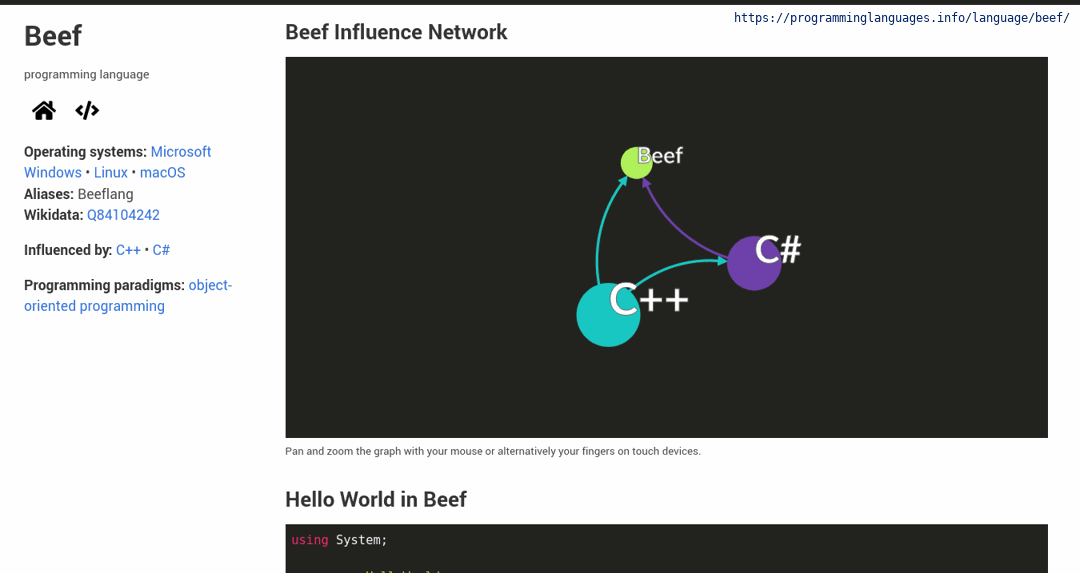 https://programminglanguages.info/language/beef/
Beef
programming language
Operating systems: Microsoft
Windows • Linux • macOS
Aliases: Beeflang
Wikidata: Q84104242
Influenced by: C++ • C#
Programming paradigms: object-
oriented programming
Beef Influence Network
Beef
C#
C++
Pan and zoom the graph with your mouse or alternatively your fingers on touch devices.
Hello World in Beef
using System;